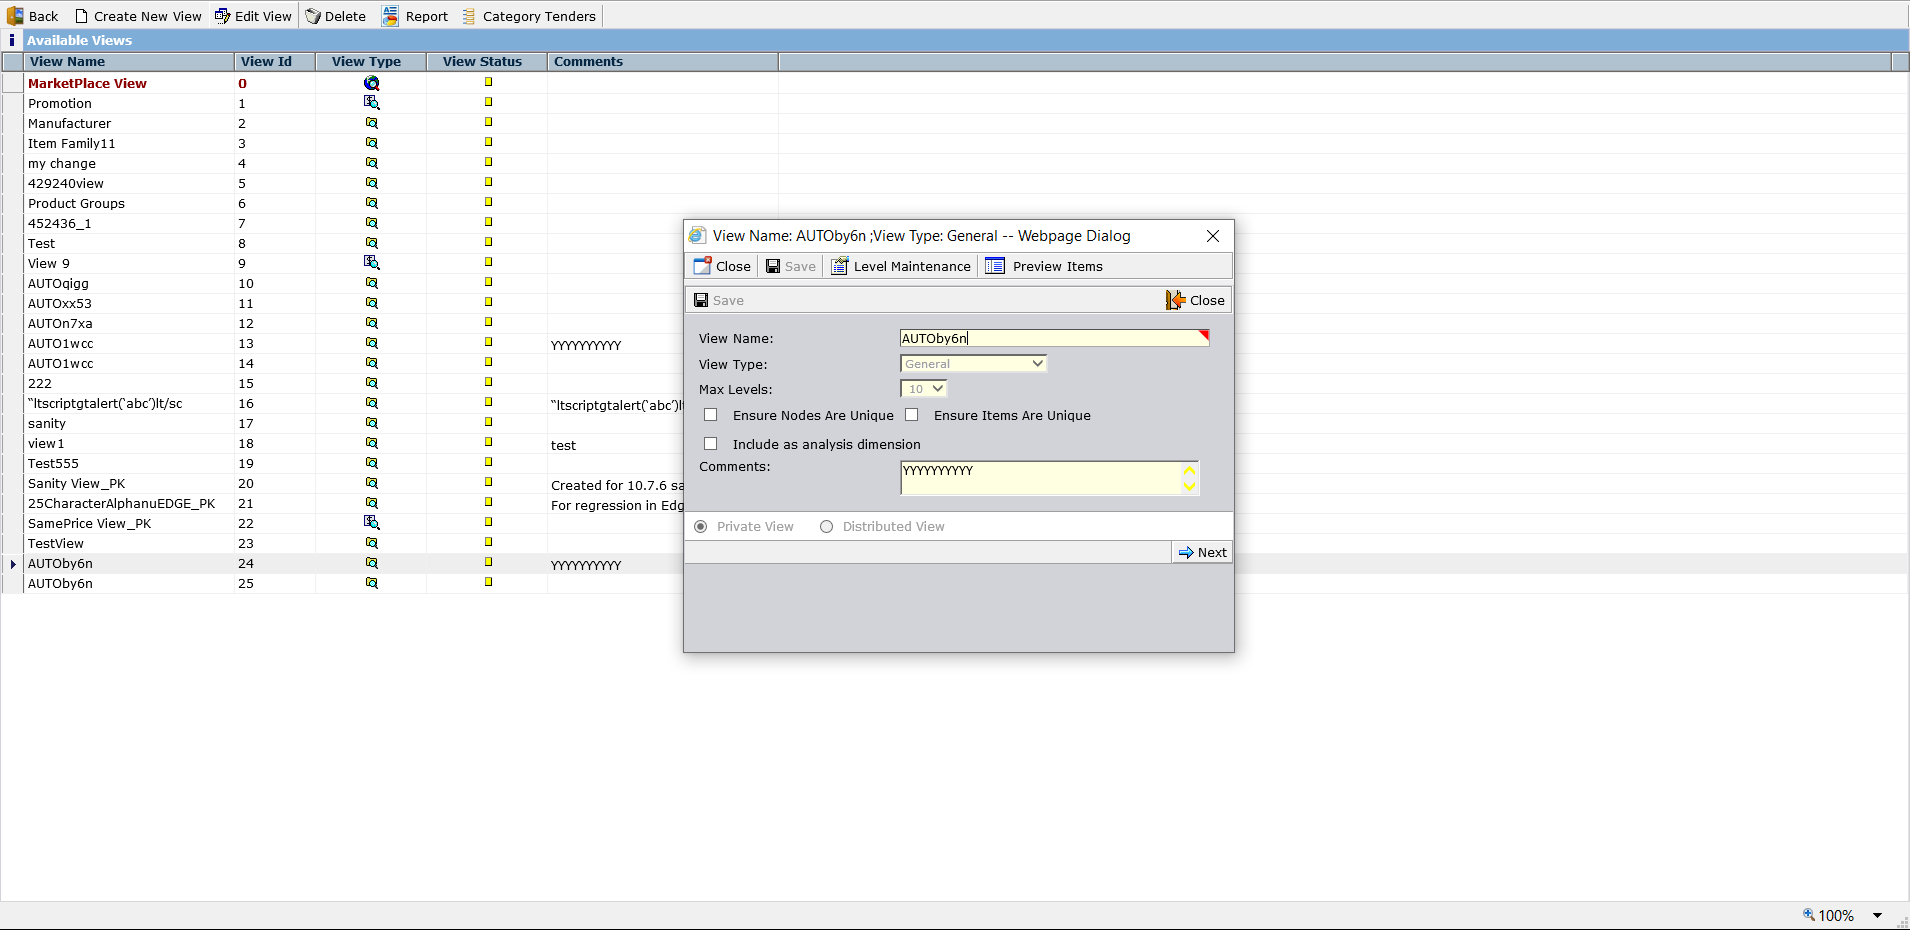 Back Create New View Edit View Delete Report Category Tenders
i Available Views
View Name View Id View Type View Status Comments
MarketPlace View 0
Promotion 1
Manufacturer 2
Item Family11 3
my change 4
429240view 5
Product Groups 6
452436_1 7
Test 8
View 9 9
AUTOqigg 10
AUTOxx53 11
AUTOn7xa 12
AUTO1wcc 13 YYYYYYYYYY
AUTO1wcc 14
222 15
“ltscriptgtalert(‘abc’)lt/sc 16 “ltscriptgtalert(‘abc’)lt
sanity 17
view1 18 test
Test555 19
Sanity View_PK 20 Created for 10.7.6 sa
25CharacterAlphanuEDGE_PK 21 For regression in Edg
SamePrice View_PK 22
TestView 23
AUTOby6n 24 YYYYYYYYYY
AUTOby6n 25
View Name: AUTOby6n ;View Type: General -- Webpage Dialog
Close Save Level Maintenance Preview Items
Save Close
View Name: AUTOby6n
View Type: General
Max Levels: 10
Ensure Nodes Are Unique Ensure Items Are Unique
Include as analysis dimension
Comments: YYYYYYYYYY
Private View Distributed View
Next
100%